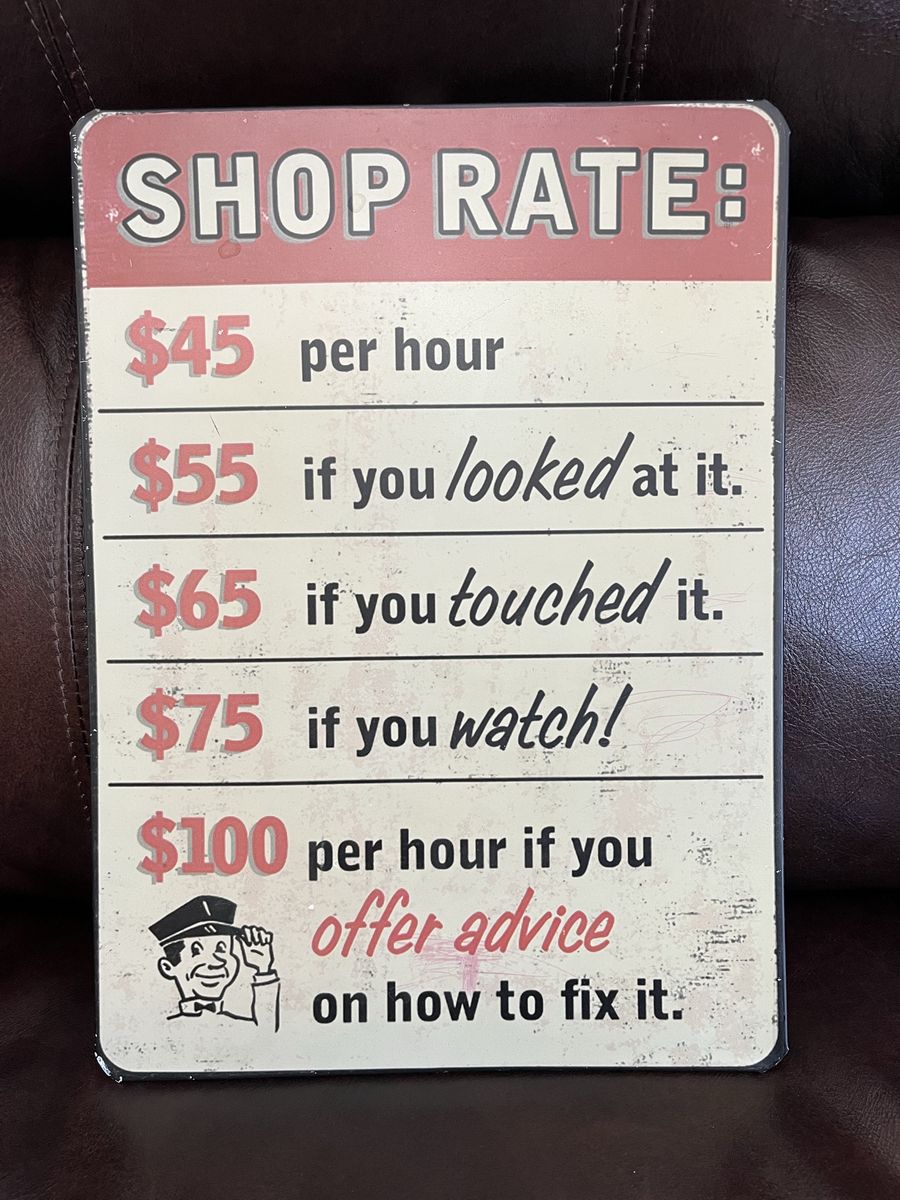 SHOP RATE:
$45 per hour
$55 if you looked at it.
$65 if you touched it.
$75 if you watch!
$100 per hour if you
offer advice
on how to fix it.